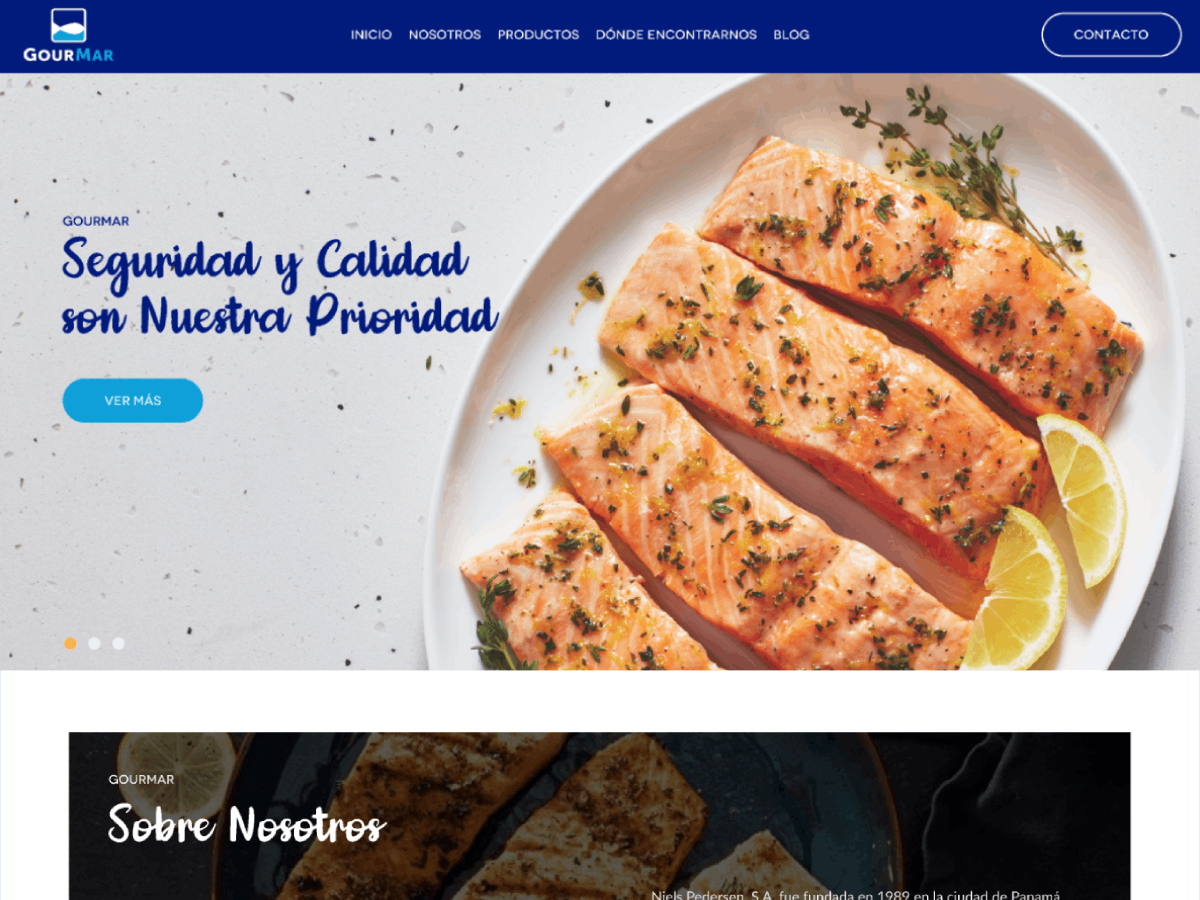 GOURMAR
INICIO NOSOTROS PRODUCTOS DÓNDE ENCONTRARNOS BLOG
CONTACTO
GOURMAR
Seguridad y Calidad
son Nuestra Prioridad
VER MÁS
GOURMAR
Sobre Nosotros
Niels Pedersen, S.A. fue fundada en 1989 en la ciudad de Panamá